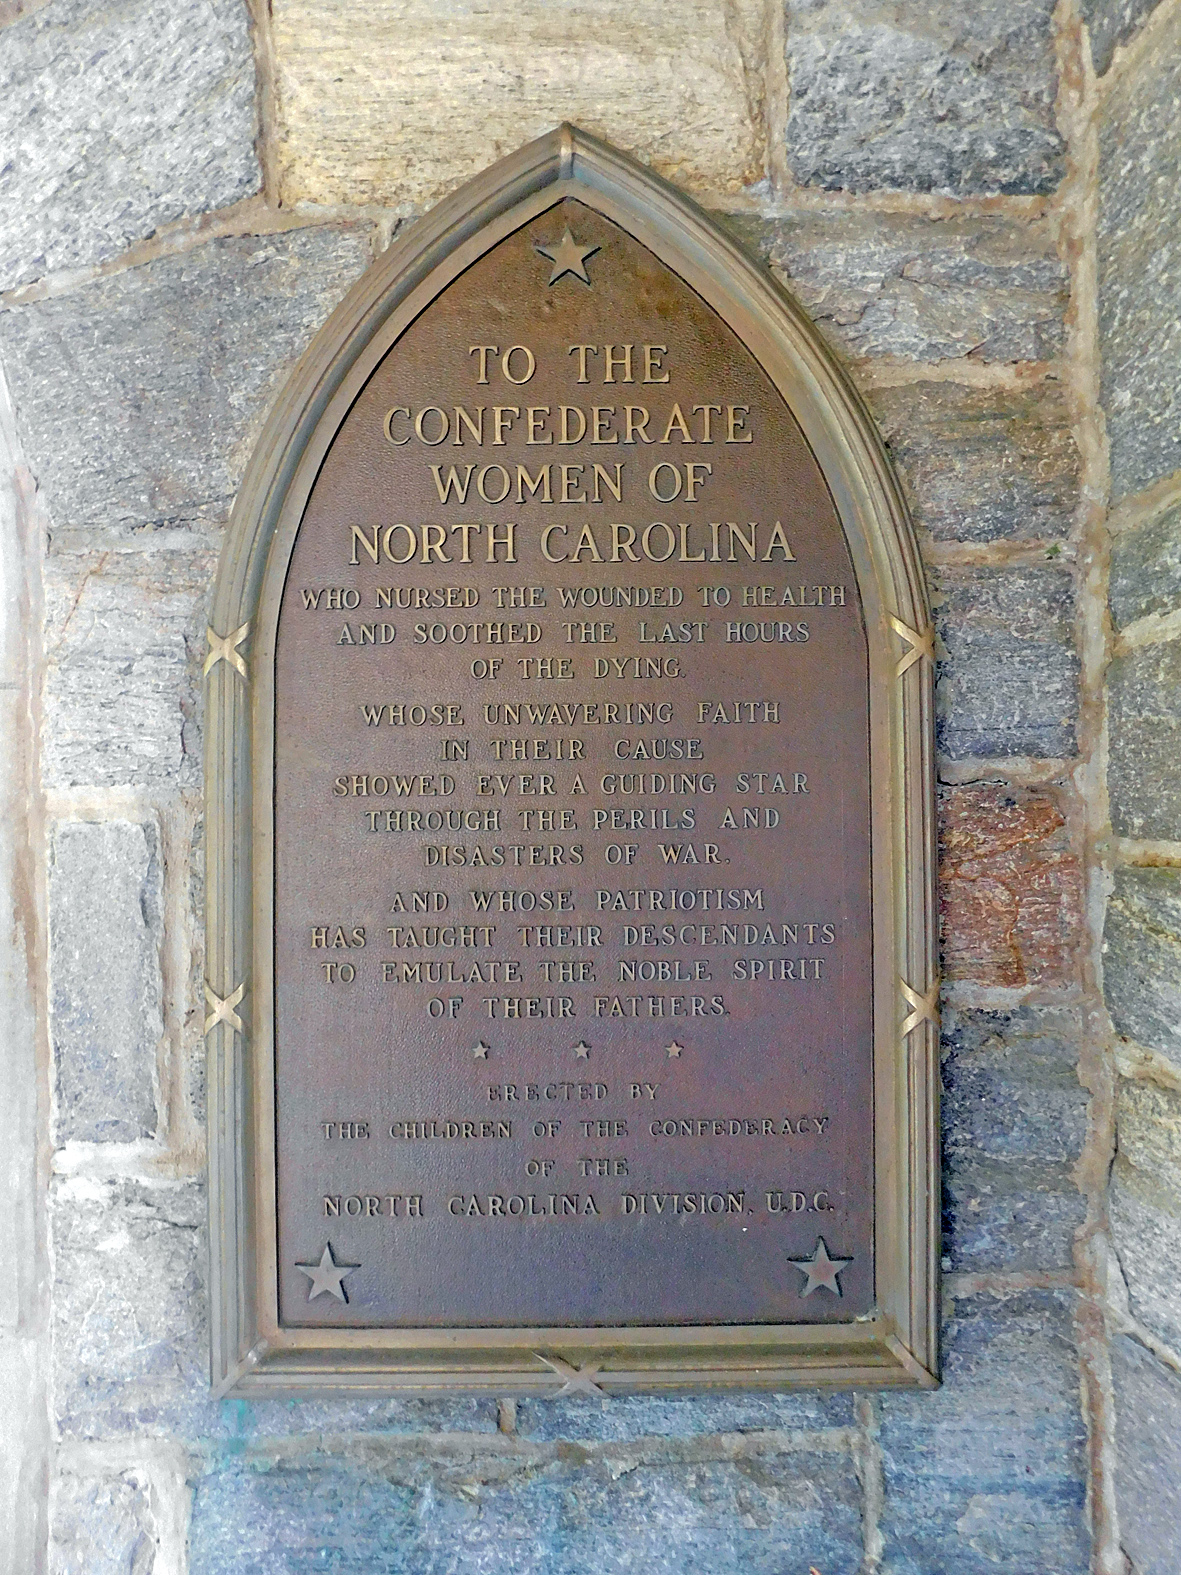 TO THE
CONFEDERATE
WOMEN OF
NORTH CAROLINA
WHO NURSED THE WOUNDED TO HEALTH
AND SOOTHED THE LAST HOURS
OF THE DYING.
WHOSE UNWAVERING FAITH
IN THEIR CAUSE
SHOWED EVER A GUIDING STAR
THROUGH THE PERILS AND
DISASTERS OF WAR.
AND WHOSE PATRIOTISM
HAS TAUGHT THEIR DESCENDANTS
TO EMULATE THE NOBLE SPIRIT
OF THEIR FATHERS.
ERECTED BY
THE CHILDREN OF THE CONFEDERACY
OF THE
NORTH CAROLINA DIVISION, U.D.C.